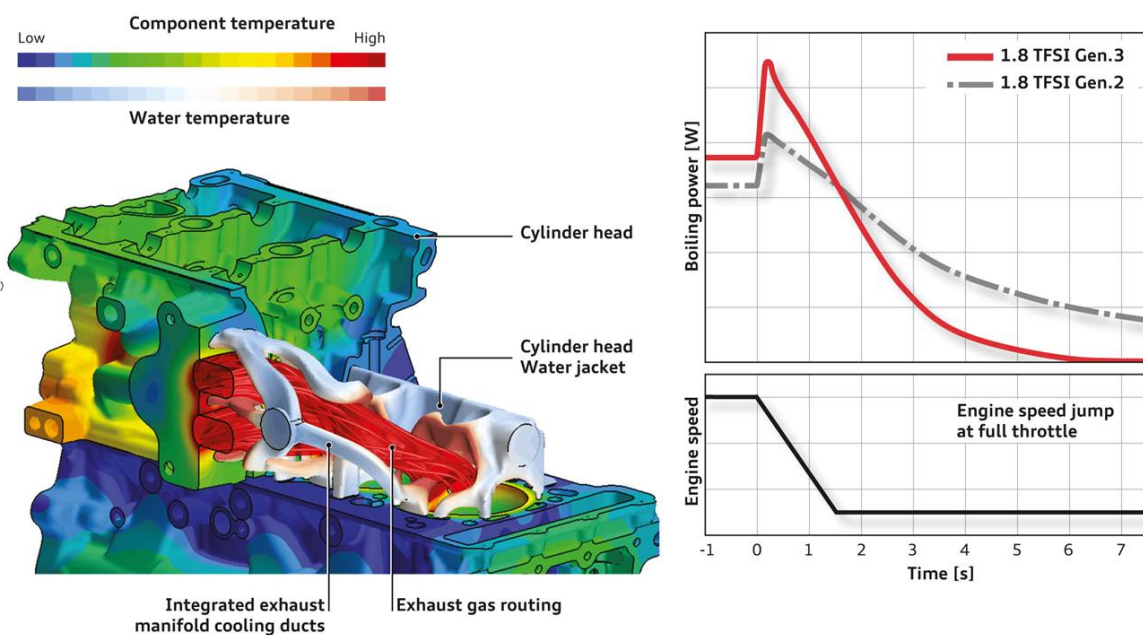 Component temperature
Low
High
Water temperature
Cylinder head
Cylinder head
Water jacket
Integrated exhaust
manifold cooling ducts
Exhaust gas routing
1.8 TFSI Gen.3
1.8 TFSI Gen.2
Boiling power [W]
Engine speed jump
at full throttle
Engine speed
-1 0 1 2 3 4 5 6 7
Time [s]